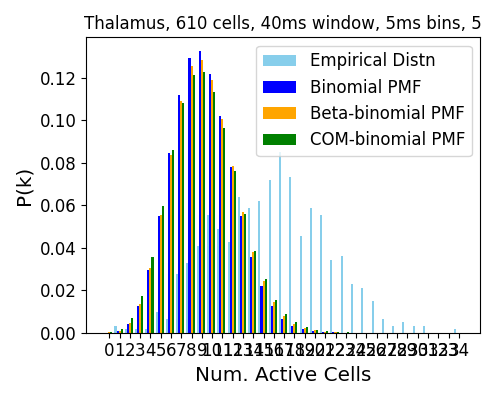 Thalamus, 610 cells, 40ms window, 5ms bins, 5
Empirical Distn
Binomial PMF
Beta-binomial PMF
COM-binomial PMF
P(k)
0.12
0.10
0.08
0.06
0.04
0.02
0.00
0 1 2 3 4 5 6 7 8 9 10 11 12 13 14 15 16 17 18 19 20 21 22 23 24 25 26 27 28 29 30 31 32 33 34
Num. Active Cells